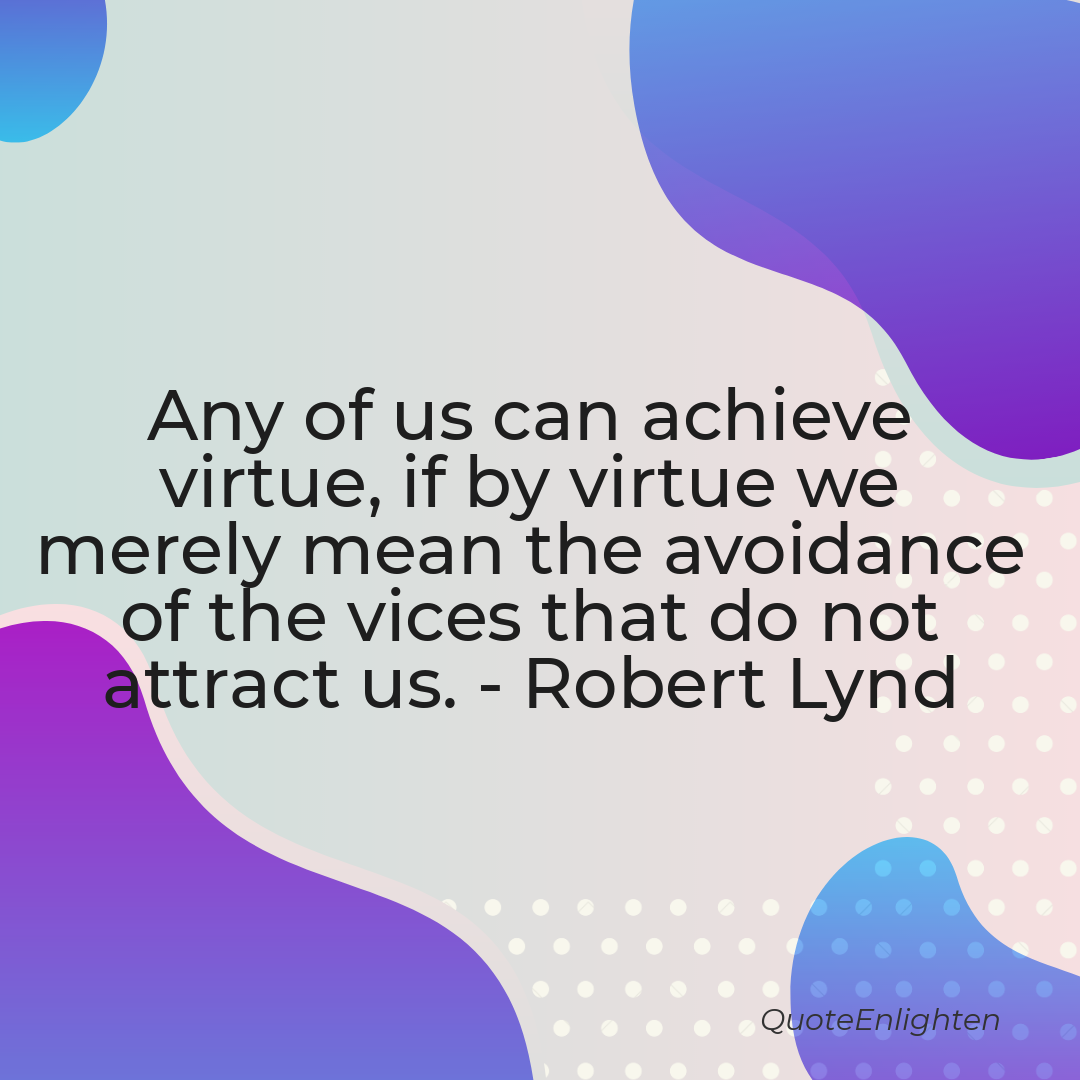 Any of us can achieve
virtue, if by virtue we
merely mean the avoidance
of the vices that do not
attract us. - Robert Lynd
QuoteEnlighten